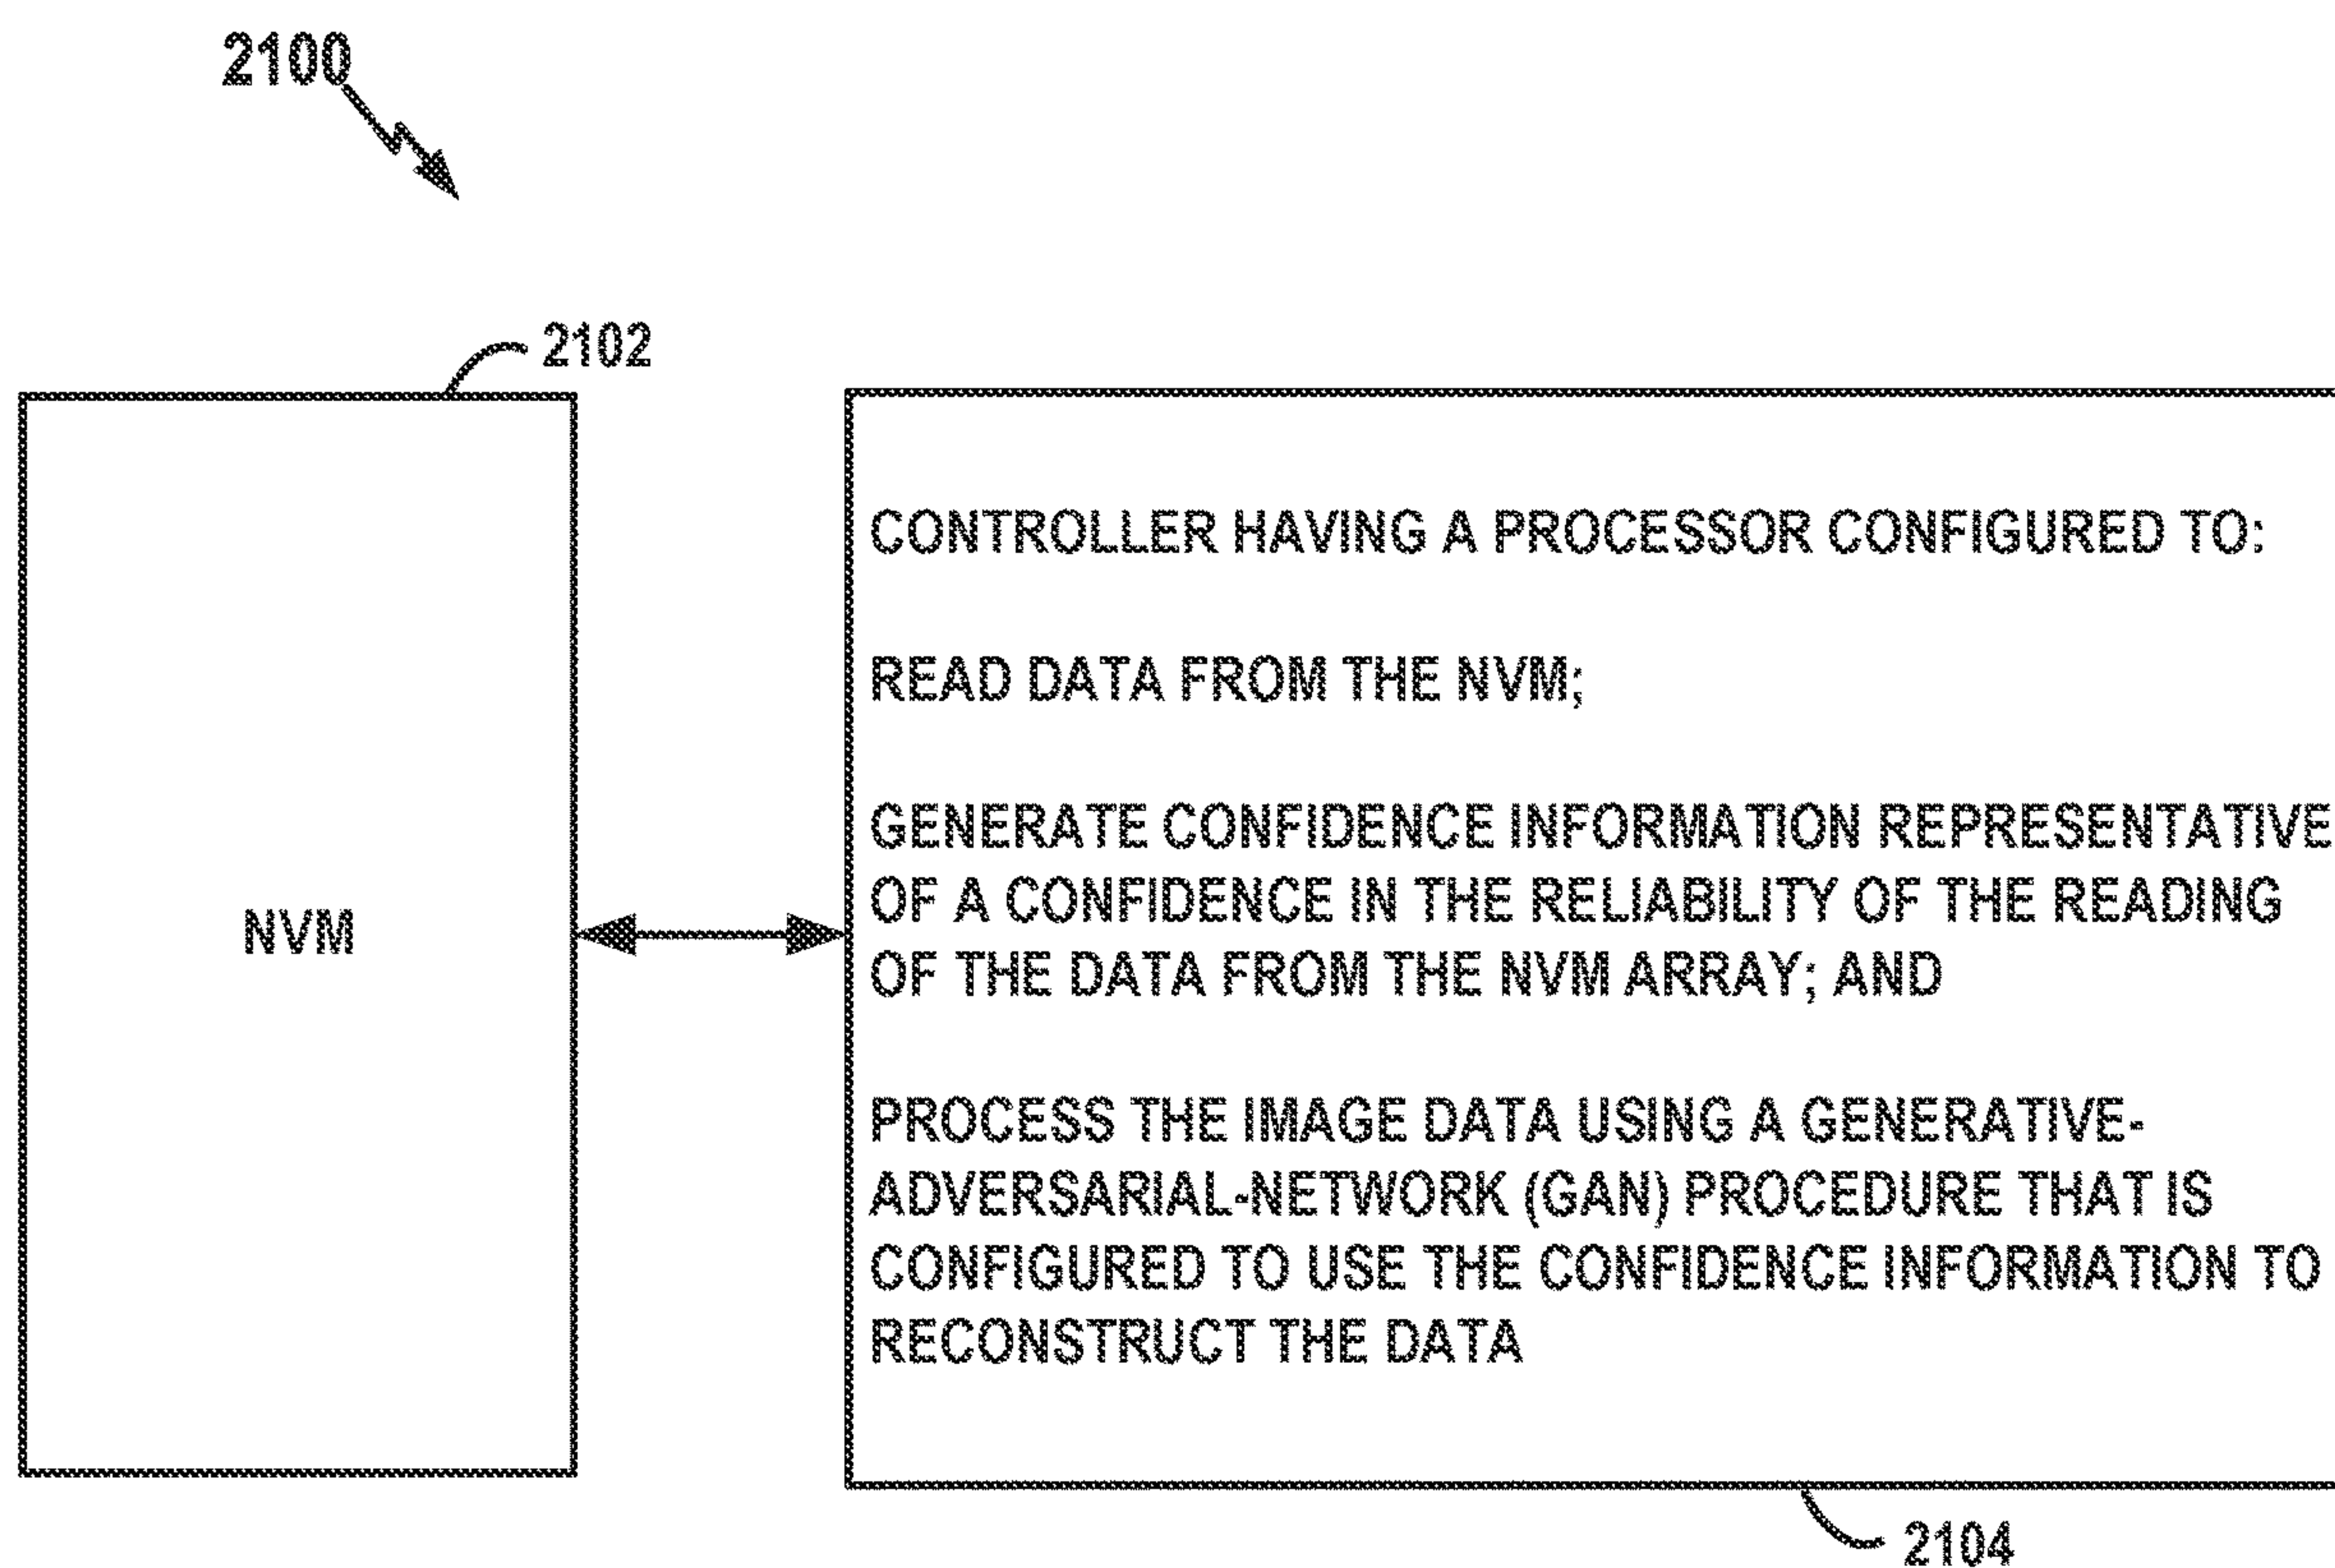 2100
2102
NVM
CONTROLLER HAVING A PROCESSOR CONFIGURED TO:
READ DATA FROM THE NVM;
GENERATE CONFIDENCE INFORMATION REPRESENTATIVE
OF A CONFIDENCE IN THE RELIABILITY OF THE READING
OF THE DATA FROM THE NVM ARRAY; AND
PROCESS THE IMAGE DATA USING A GENERATIVE-
ADVERSARIAL-NETWORK (GAN) PROCEDURE THAT IS
CONFIGURED TO USE THE CONFIDENCE INFORMATION TO
RECONSTRUCT THE DATA
2104